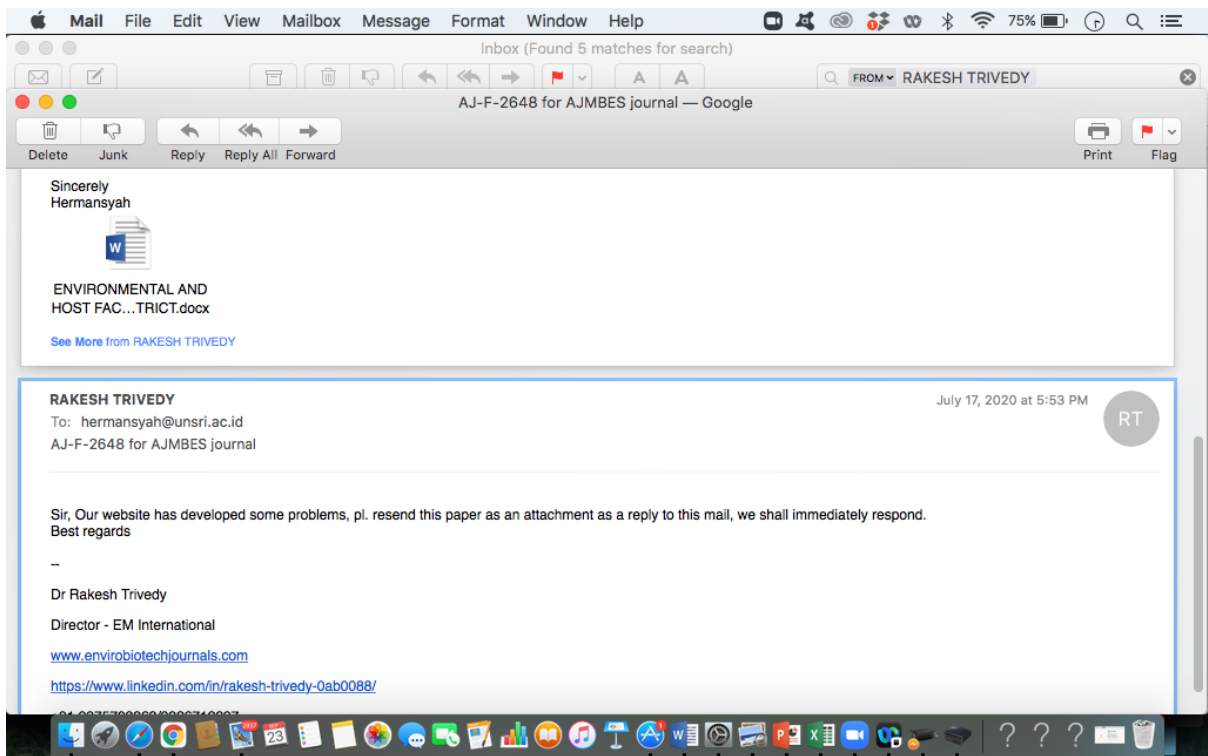 Mail File Edit View Mailbox Message Format Window Help 75%
Inbox (Found 5 matches for search)
FROM RAKESH TRIVEDY
AJ-F-2648 for AJMBES journal — Google
Delete Junk Reply Reply All Forward Print Flag
Sincerely
Hermansyah
W
ENVIRONMENTAL AND
HOST FAC...TRICT.docx
See More from RAKESH TRIVEDY
RAKESH TRIVEDY July 17, 2020 at 5:53 PM
To: hermansyah@unsri.ac.id RT
AJ-F-2648 for AJMBES journal
Sir, Our website has developed some problems, pl. resend this paper as an attachment as a reply to this mail, we shall immediately respond.
Best regards
--
Dr Rakesh Trivedy
Director - EM International
www.envirobiotechjournals.com
https://www.linkedin.com/in/rakesh-trivedy-0ab0088/